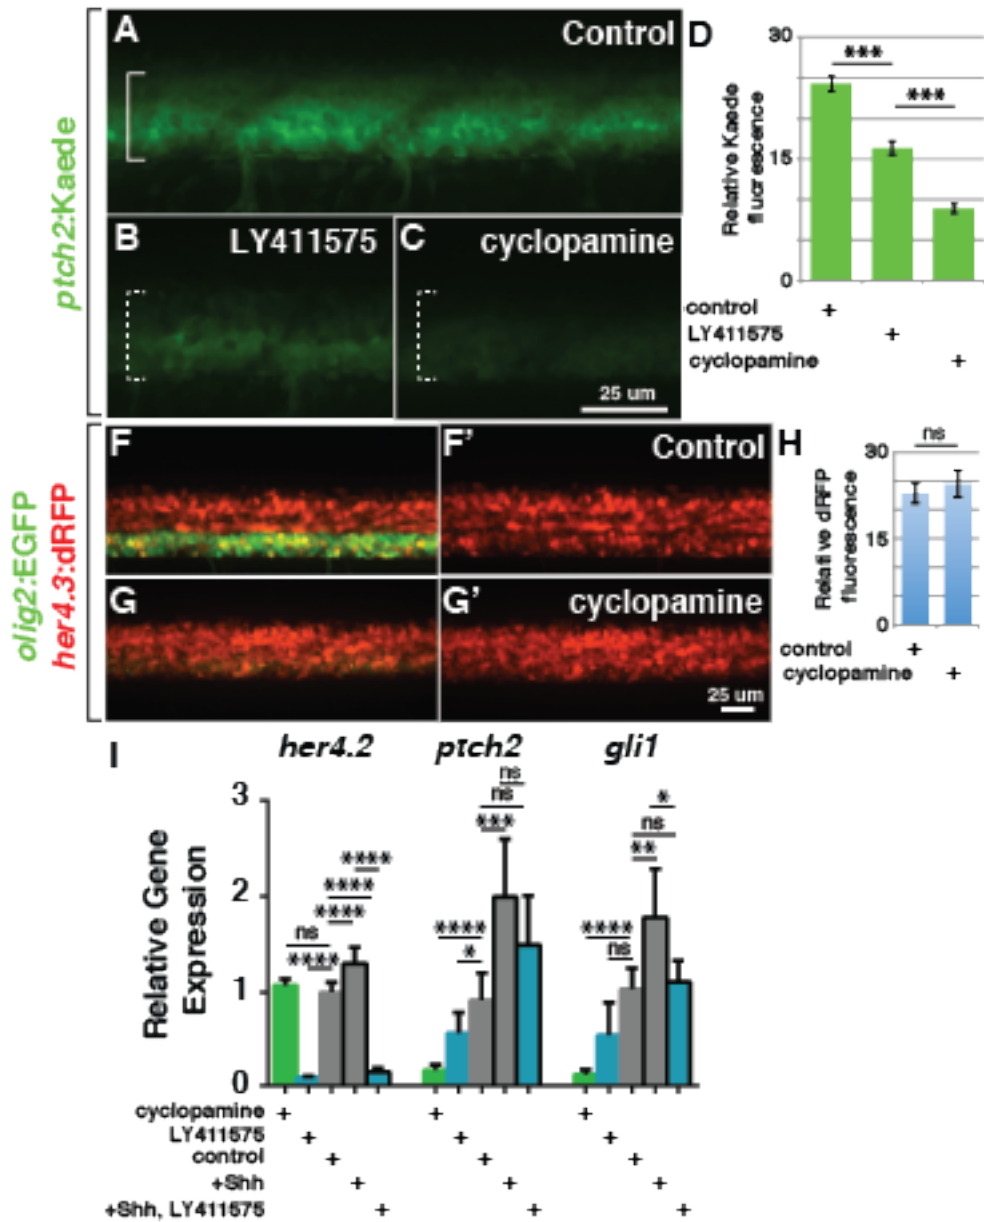 A
Control
ptch2:Kaede
B
LY411575
C
cyclopamine
25 um
D
30
15
0
Relative Kaede
fluorescence
***
***
control +
LY411575 +
cyclopamine +
olig2:EGFP
her4.3:dRFP
F
F'
Control
G
G'
cyclopamine
25 um
H
ns
30
15
0
Relative dRFP
fluorescence
control +
cyclopamine +
I
her4.2 ptch2 gli1
Relative Gene
Expression
3
2
1
0
****
****
****
ns
****
ns
ns
***
****
*
*
ns
**
****
ns
cyclopamine + + +
LY411575 + + +
control + + +
+Shh + + +
+Shh, LY411575 + + +